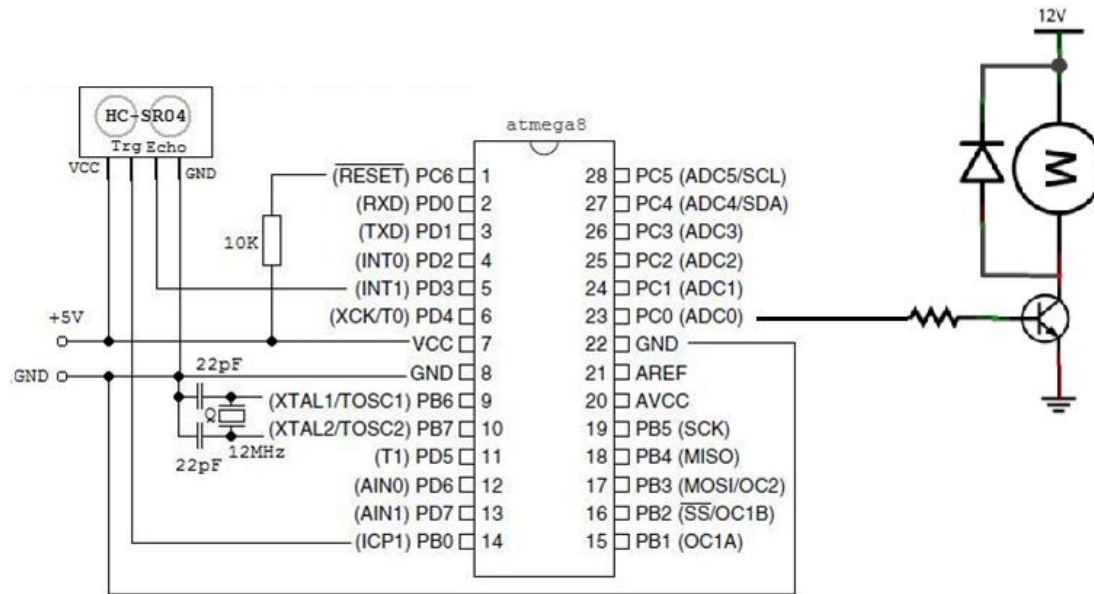 12V
HC-SR04
Trg Echo
VCC
GND
atmega8
(RESET) PC6 1
(RXD) PD0 2
(TXD) PD1 3
(INT0) PD2 4
(INT1) PD3 5
(XCK/T0) PD4 6
VCC 7
GND 8
(XTAL1/TOSC1) PB6 9
(XTAL2/TOSC2) PB7 10
(T1) PD5 11
(AIN0) PD6 12
(AIN1) PD7 13
(ICP1) PB0 14
28 PC5 (ADC5/SCL)
27 PC4 (ADC4/SDA)
26 PC3 (ADC3)
25 PC2 (ADC2)
24 PC1 (ADC1)
23 PC0 (ADC0)
22 GND
21 AREF
20 AVCC
19 PB5 (SCK)
18 PB4 (MISO)
17 PB3 (MOSI/OC2)
16 PB2 (SS/OC1B)
15 PB1 (OC1A)
10K
+5V
GND
22pF
Q
12MHz
22pF
M